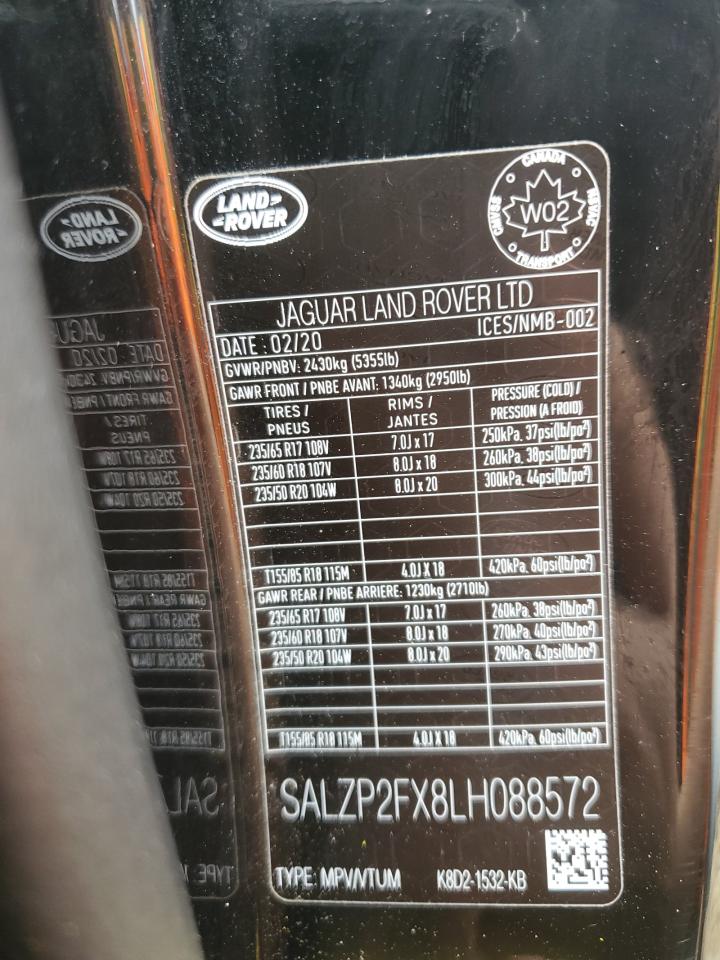 LAND
ROVER
CANADA
W02
SVAC NSVAC
TRANSPORT
JAGUAR LAND ROVER LTD
DATE : 02/20 ICES/NMB-002
GVWR/PNBV: 2430kg (5355lb)
GAWR FRONT / PNBE AVANT: 1340kg (2950lb)
TIRES / PNEUS RIMS / JANTES PRESSURE (COLD) / PRESSION (A FROID)
235/65 R17 108V 7.0J x 17 250kPa, 37psi(lb/po²)
235/60 R18 107V 8.0J x 18 260kPa, 38psi(lb/po²)
235/50 R20 104W 8.0J x 20 300kPa, 44psi(lb/po²)
T155/85 R18 115M 4.0J X 18 420kPa, 60psi(lb/po²)
GAWR REAR / PNBE ARRIERE: 1230kg (2710lb)
235/65 R17 108V 7.0J x 17 260kPa, 38psi(lb/po²)
235/60 R18 107V 8.0J x 18 270kPa, 40psi(lb/po²)
235/50 R20 104W 8.0J x 20 290kPa, 43psi(lb/po²)
T155/85 R18 115M 4.0J X 18 420kPa, 60psi(lb/po²)
SALZP2FX8LH088572
TYPE: MPV/VTUM K8D2-1532-KB